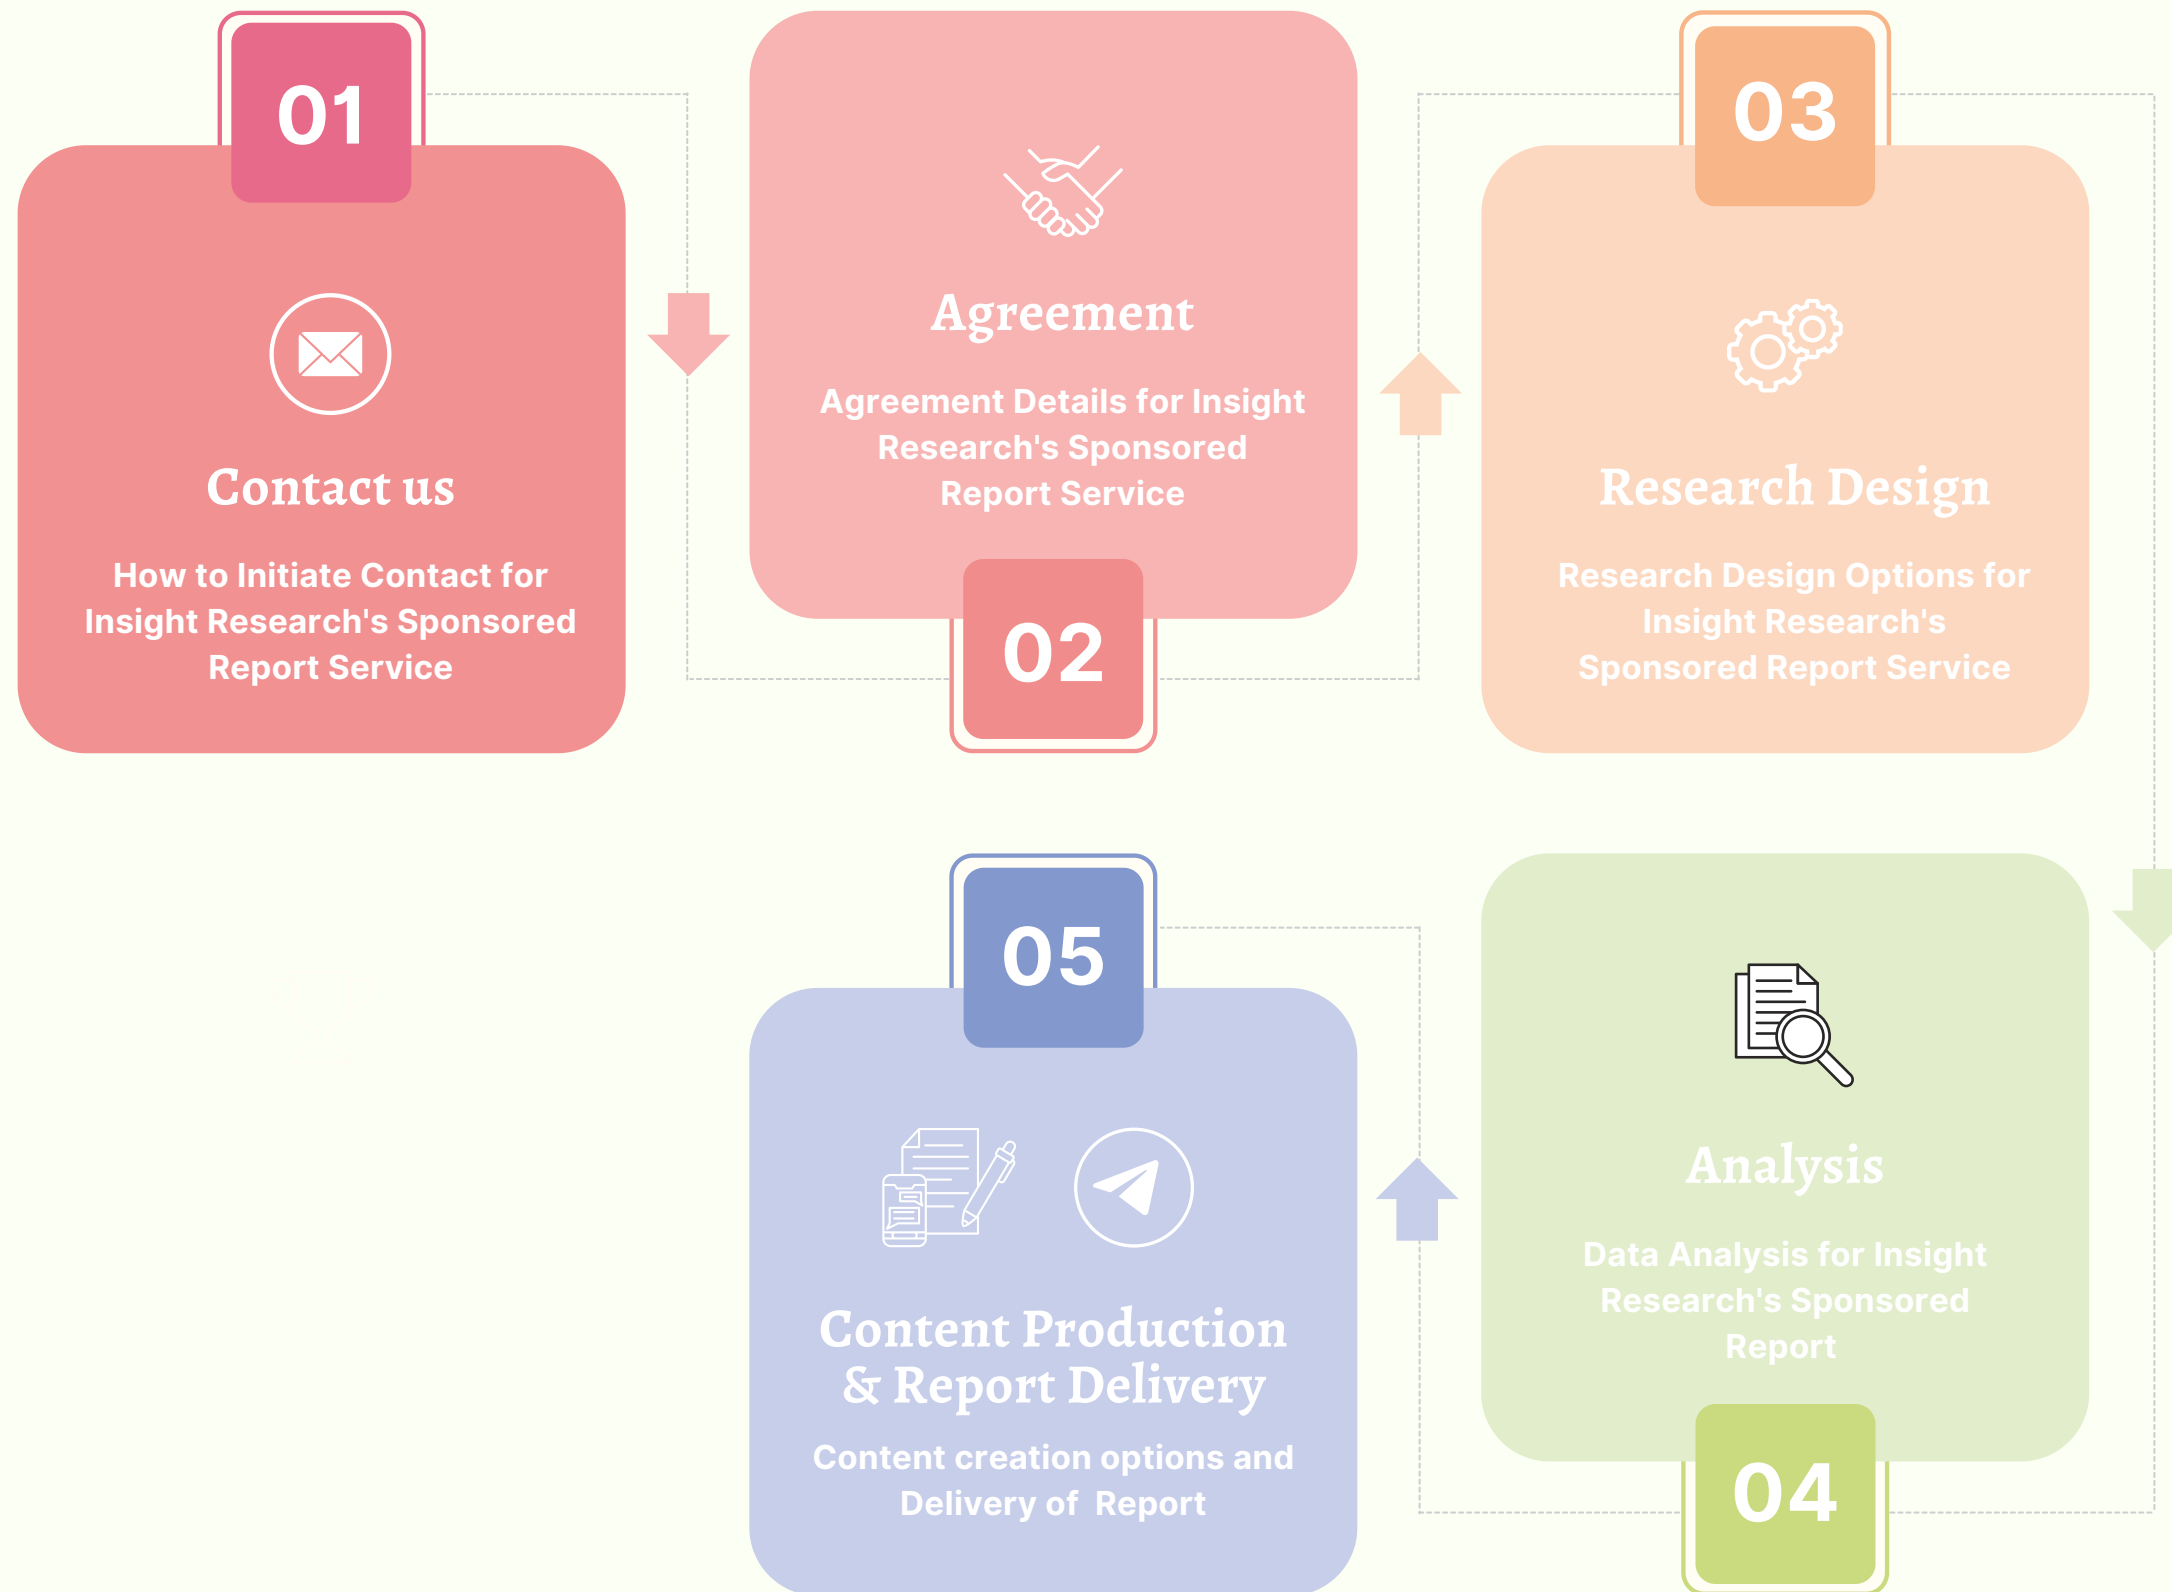 01
Contact us
How to Initiate Contact for
Insight Research's Sponsored
Report Service
Agreement
Agreement Details for Insight
Research's Sponsored
Report Service
02
03
Research Design
Research Design Options for
Insight Research's
Sponsored Report Service
Analysis
Data Analysis for Insight
Research's Sponsored
Report
04
05
Content Production
& Report Delivery
Content creation options and
Delivery of  Report